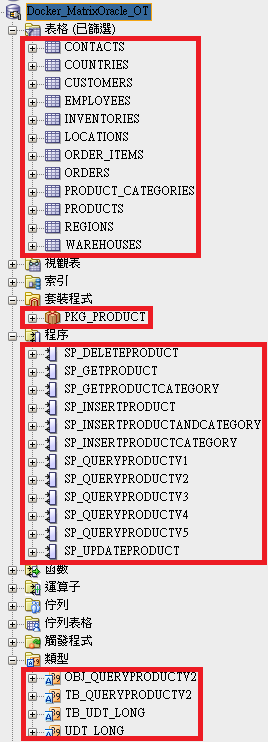 Docker_MatrixOracle_OT
表格 (已篩選)
CONTACTS
COUNTRIES
CUSTOMERS
EMPLOYEES
INVENTORIES
LOCATIONS
ORDER_ITEMS
ORDERS
PRODUCT_CATEGORIES
PRODUCTS
REGIONS
WAREHOUSES
視觀表
索引
套裝程式
PKG_PRODUCT
程序
SP_DELETEPRODUCT
SP_GETPRODUCT
SP_GETPRODUCTCATEGORY
SP_INSERTPRODUCT
SP_INSERTPRODUCTANDCATEGORY
SP_INSERTPRODUCTCATEGORY
SP_QUERYPRODUCTV1
SP_QUERYPRODUCTV2
SP_QUERYPRODUCTV3
SP_QUERYPRODUCTV4
SP_QUERYPRODUCTV5
SP_UPDATEPRODUCT
函數
運算子
佇列
佇列表格
觸發程式
類型
OBJ_QUERYPRODUCTV2
TB_QUERYPRODUCTV2
TB_UDT_LONG
UDT_LONG